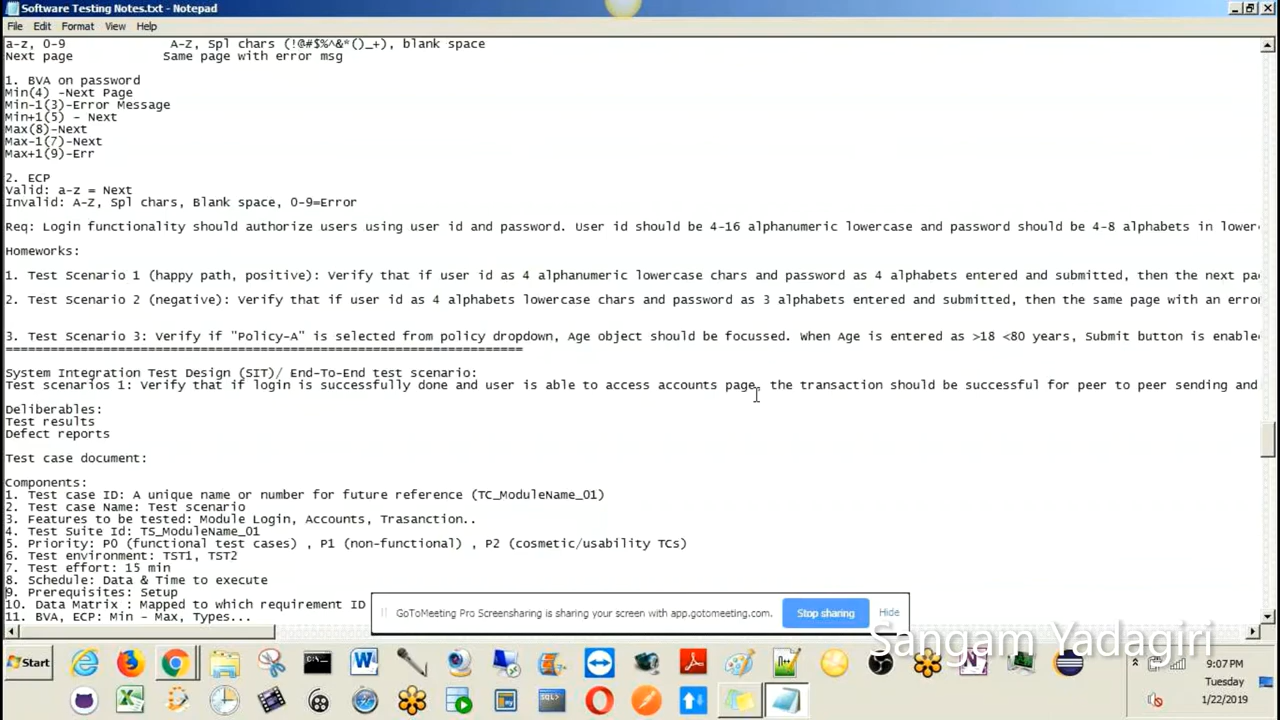 Software Testing Notes.txt - Notepad
File Edit Format View Help
a-z, 0-9 A-Z, Spl chars (!@#$%^&*()_+), blank space
Next page Same page with error msg
1. BVA on password
Min(4) -Next Page
Min-1(3)-Error Message
Min+1(5) - Next
Max(8)-Next
Max-1(7)-Next
Max+1(9)-Err
2. ECP
Valid: a-z = Next
Invalid: A-Z, Spl chars, Blank space, 0-9=Error
Req: Login functionality should authorize users using user id and password. User id should be 4-16 alphanumeric lowercase and password should be 4-8 alphabets in lower
Homeworks:
1. Test Scenario 1 (happy path, positive): Verify that if user id as 4 alphanumeric lowercase chars and password as 4 alphabets entered and submitted, then the next pa
2. Test Scenario 2 (negative): Verify that if user id as 4 alphabets lowercase chars and password as 3 alphabets entered and submitted, then the same page with an erro
3. Test Scenario 3: Verify if "Policy-A" is selected from policy dropdown, Age object should be focussed. When Age is entered as >18 <80 years, Submit button is enable
=====================================================================
System Integration Test Design (SIT)/ End-To-End test scenario:
Test scenarios 1: Verify that if login is successfully done and user is able to access accounts page, the transaction should be successful for peer to peer sending and
Deliverables:
Test results
Defect reports
Test case document:
Components:
1. Test case ID: A unique name or number for future reference (TC_ModuleName_01)
2. Test case Name: Test scenario
3. Features to be tested: Module Login, Accounts, Trasanction..
4. Test Suite Id: TS_ModuleName_01
5. Priority: P0 (functional test cases) , P1 (non-functional) , P2 (cosmetic/usability TCs)
6. Test environment: TST1, TST2
7. Test effort: 15 min
8. Schedule: Data & Time to execute
9. Prerequisites: Setup
10. Data Matrix : Mapped to which requirement ID
11. BVA, ECP: Min - Max, Types...
GoToMeeting Pro Screensharing is sharing your screen with app.gotomeeting.com. Stop sharing Hide
Sangam Yadagiri
Start
9:07 PM
Tuesday
1/22/2019